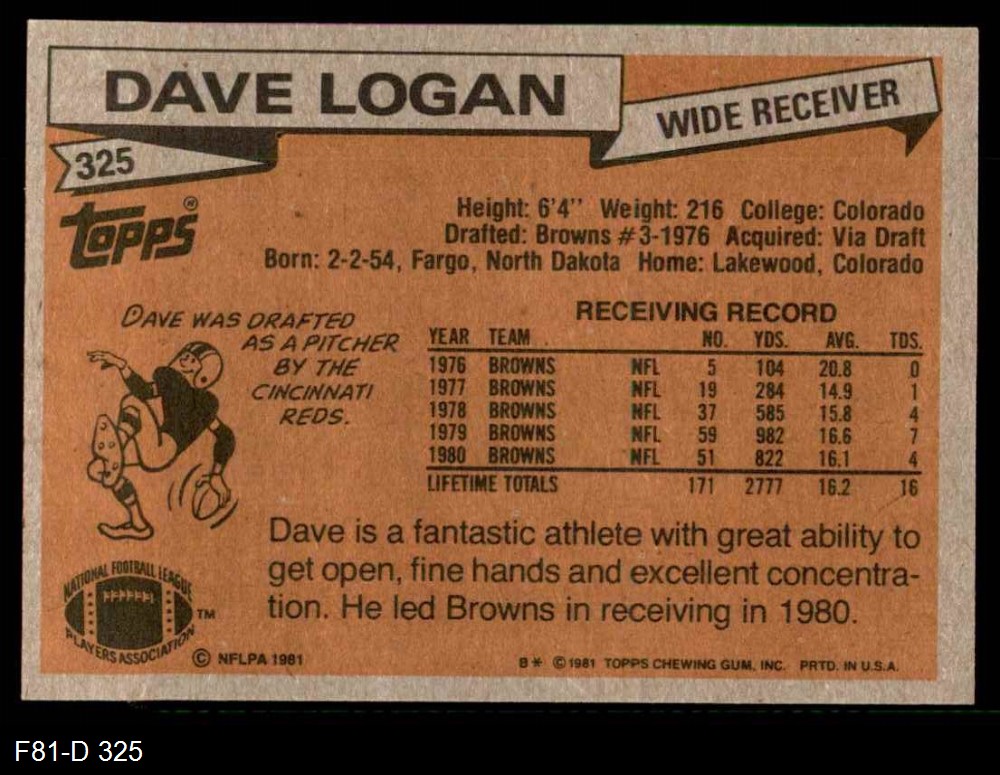 DAVE LOGAN
WIDE RECEIVER
325
Topps®
Height: 6'4'' Weight: 216 College: Colorado
Drafted: Browns #3-1976 Acquired: Via Draft
Born: 2-2-54, Fargo, North Dakota Home: Lakewood, Colorado
DAVE WAS DRAFTED
AS A PITCHER
BY THE
CINCINNATI
REDS.
RECEIVING RECORD
YEAR TEAM NO. YDS. AVG. TDS.
1976 BROWNS NFL 5 104 20.8 0
1977 BROWNS NFL 19 284 14.9 1
1978 BROWNS NFL 37 585 15.8 4
1979 BROWNS NFL 59 982 16.6 7
1980 BROWNS NFL 51 822 16.1 4
LIFETIME TOTALS 171 2777 16.2 16
Dave is a fantastic athlete with great ability to
get open, fine hands and excellent concentra-
tion. He led Browns in receiving in 1980.
NATIONAL FOOTBALL LEAGUE
PLAYERS ASSOCIATION
TM
© NFLPA 1981
B* © 1981 TOPPS CHEWING GUM, INC. PRTD. IN U.S.A.
F81-D 325